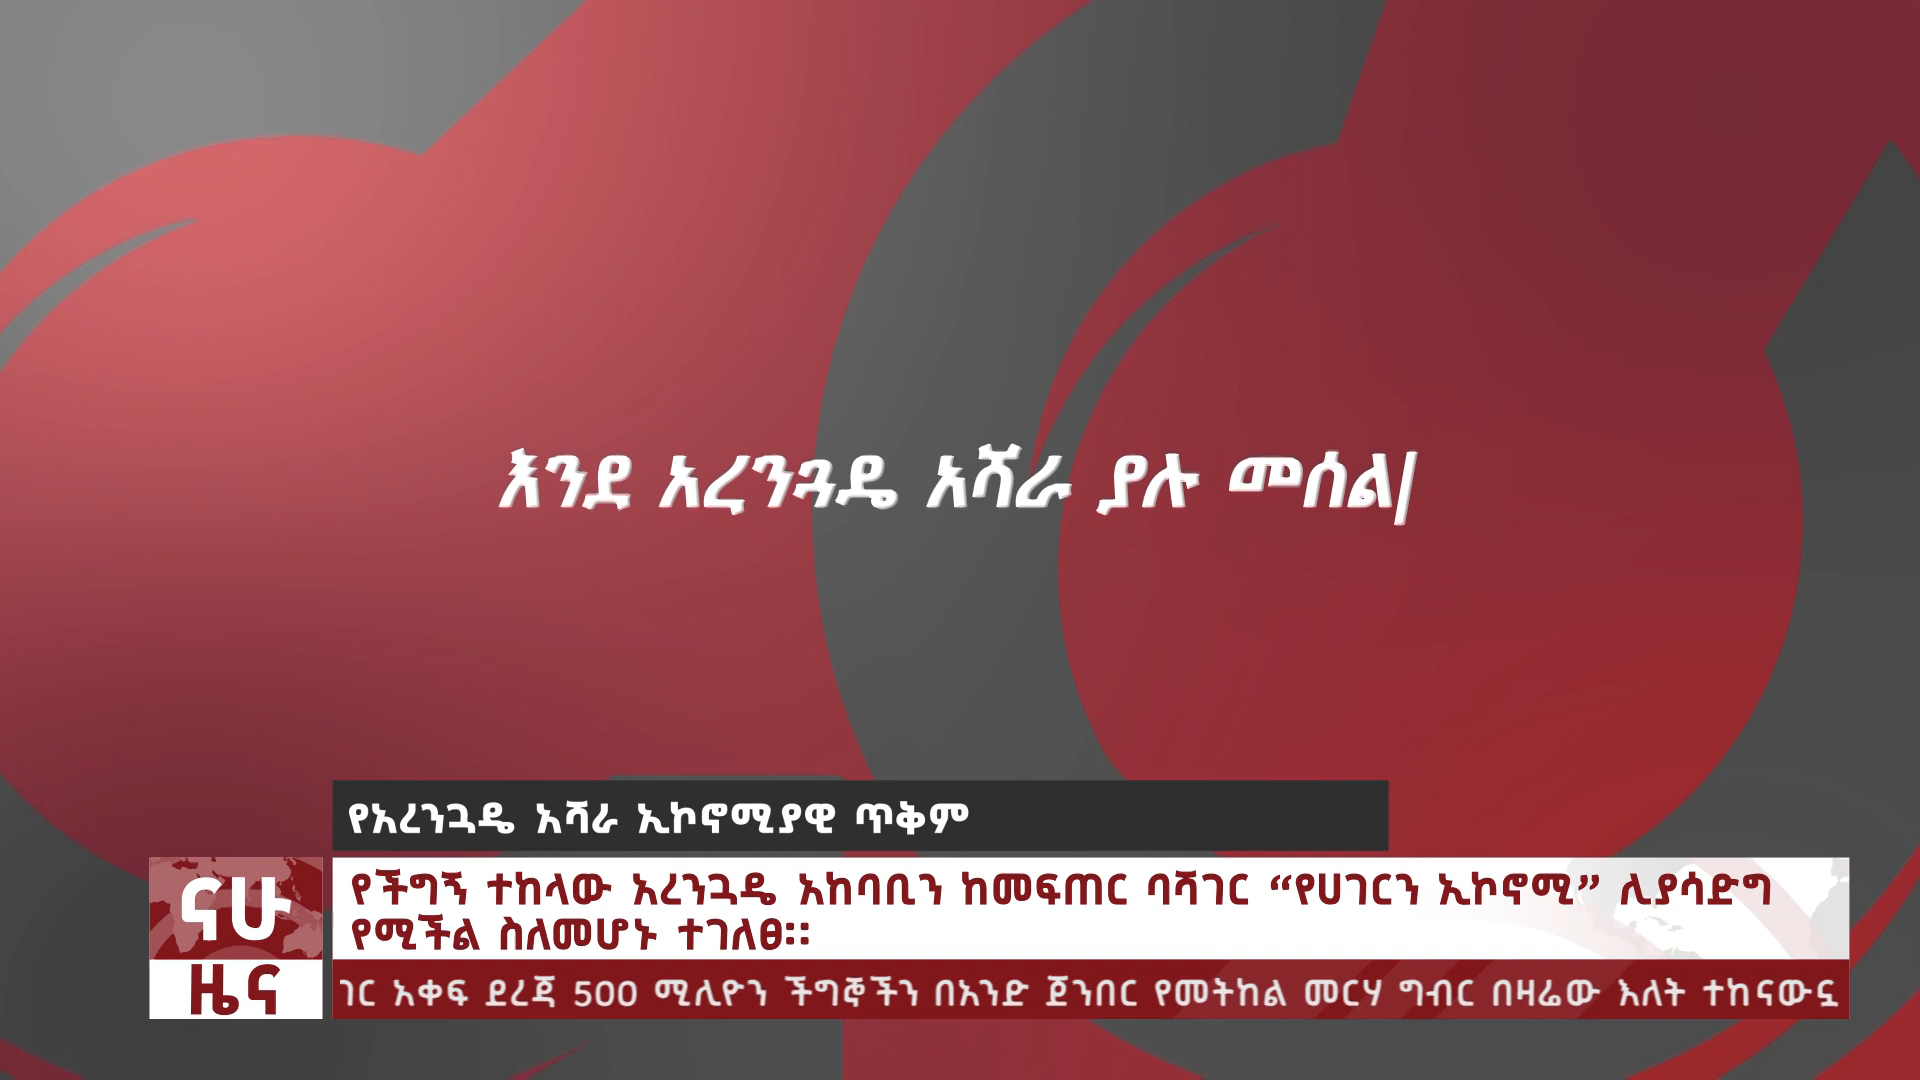 እንደ አረንጓዴ አሻራ ያሉ መሰል/
የአረንጓዴ አሻራ ኢኮኖሚያዊ ጥቅም
የችግኝ ተከላው አረንጓዴ አከባቢን ከመፍጠር ባሻገር “የሀገርን ኢኮኖሚ” ሊያሳድግ
የሚችል ስለመሆኑ ተገለፀ።
ናሁ
ዜና
ገር አቀፍ ደረጃ 500 ሚሊዮን ችግኞችን በአንድ ጀንበር የመትከል መርሃ ግብር በዛሬው እለት ተከናውኗ